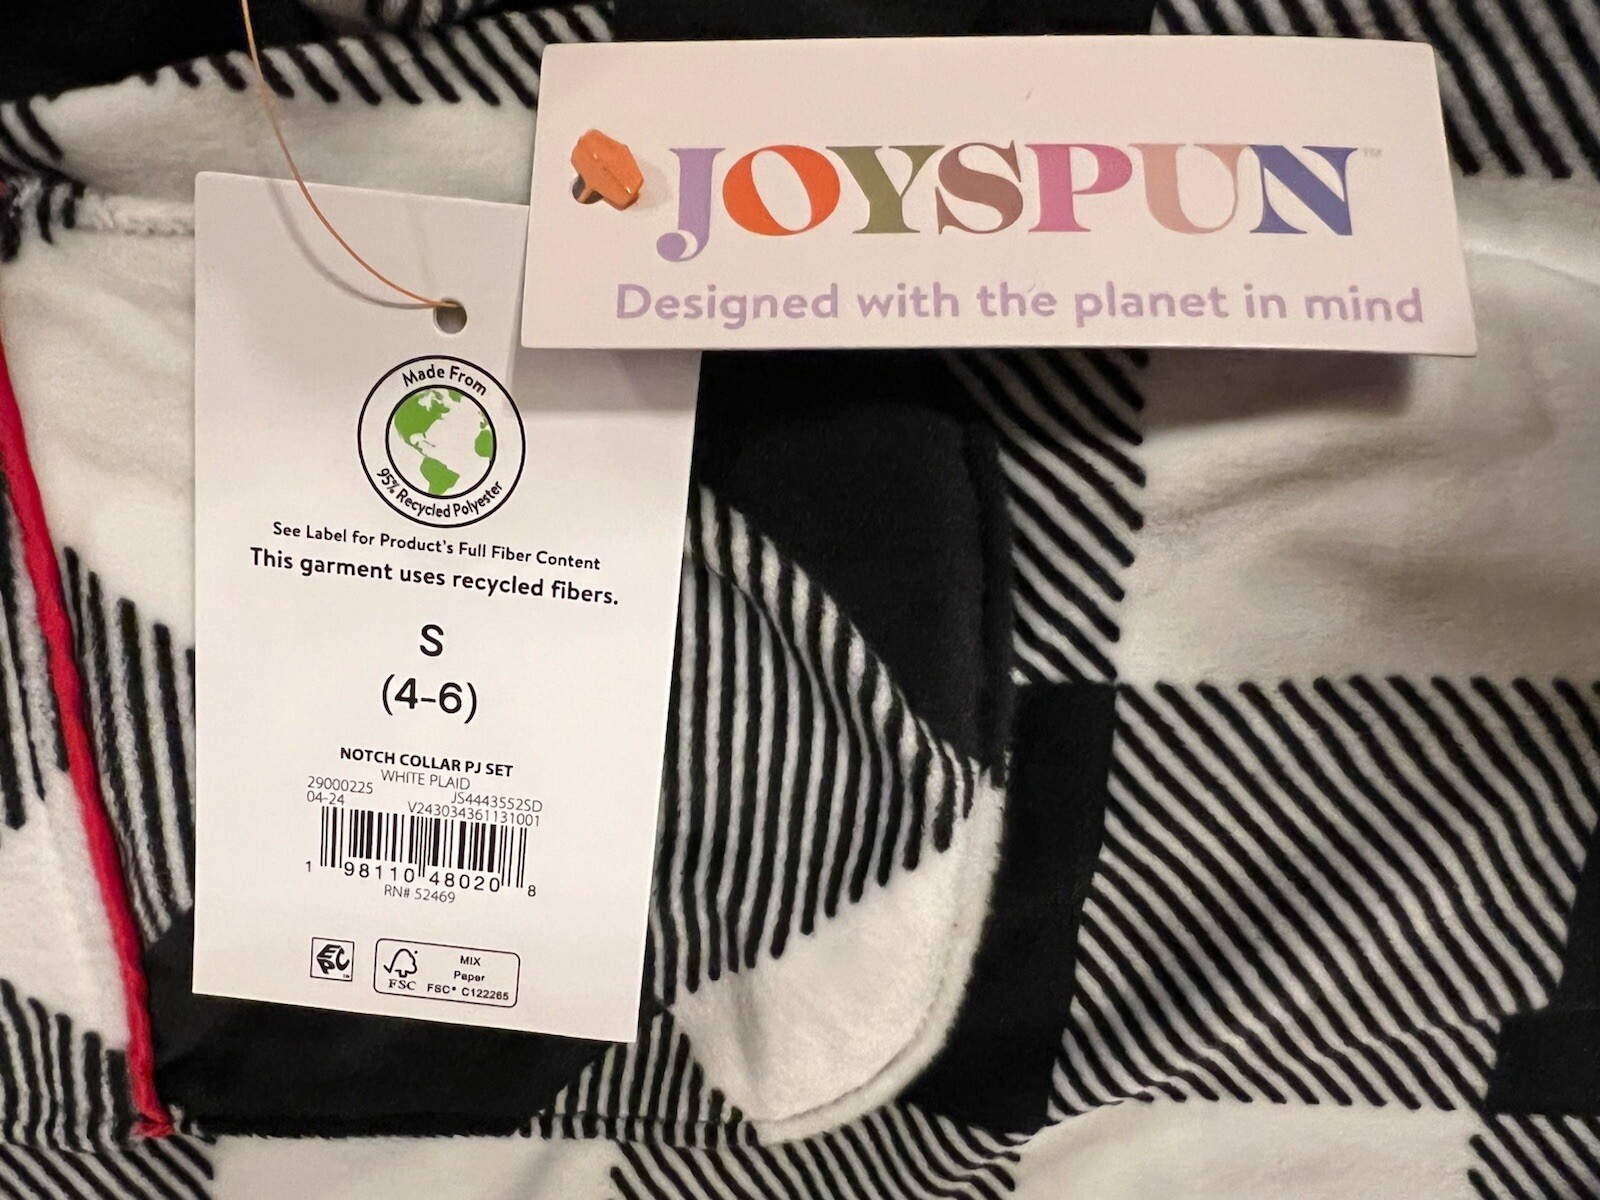 JOYSPUN™
Designed with the planet in mind
Made From
95% Recycled Polyester
See Label for Product's Full Fiber Content
This garment uses recycled fibers.
S
(4-6)
NOTCH COLLAR PJ SET
WHITE PLAID
29000225 JS4443552SD
04-24 V243034361131001
1 98110 48020 8
RN# 52469
EPC™
FSC
MIX
Paper
FSC® C122265